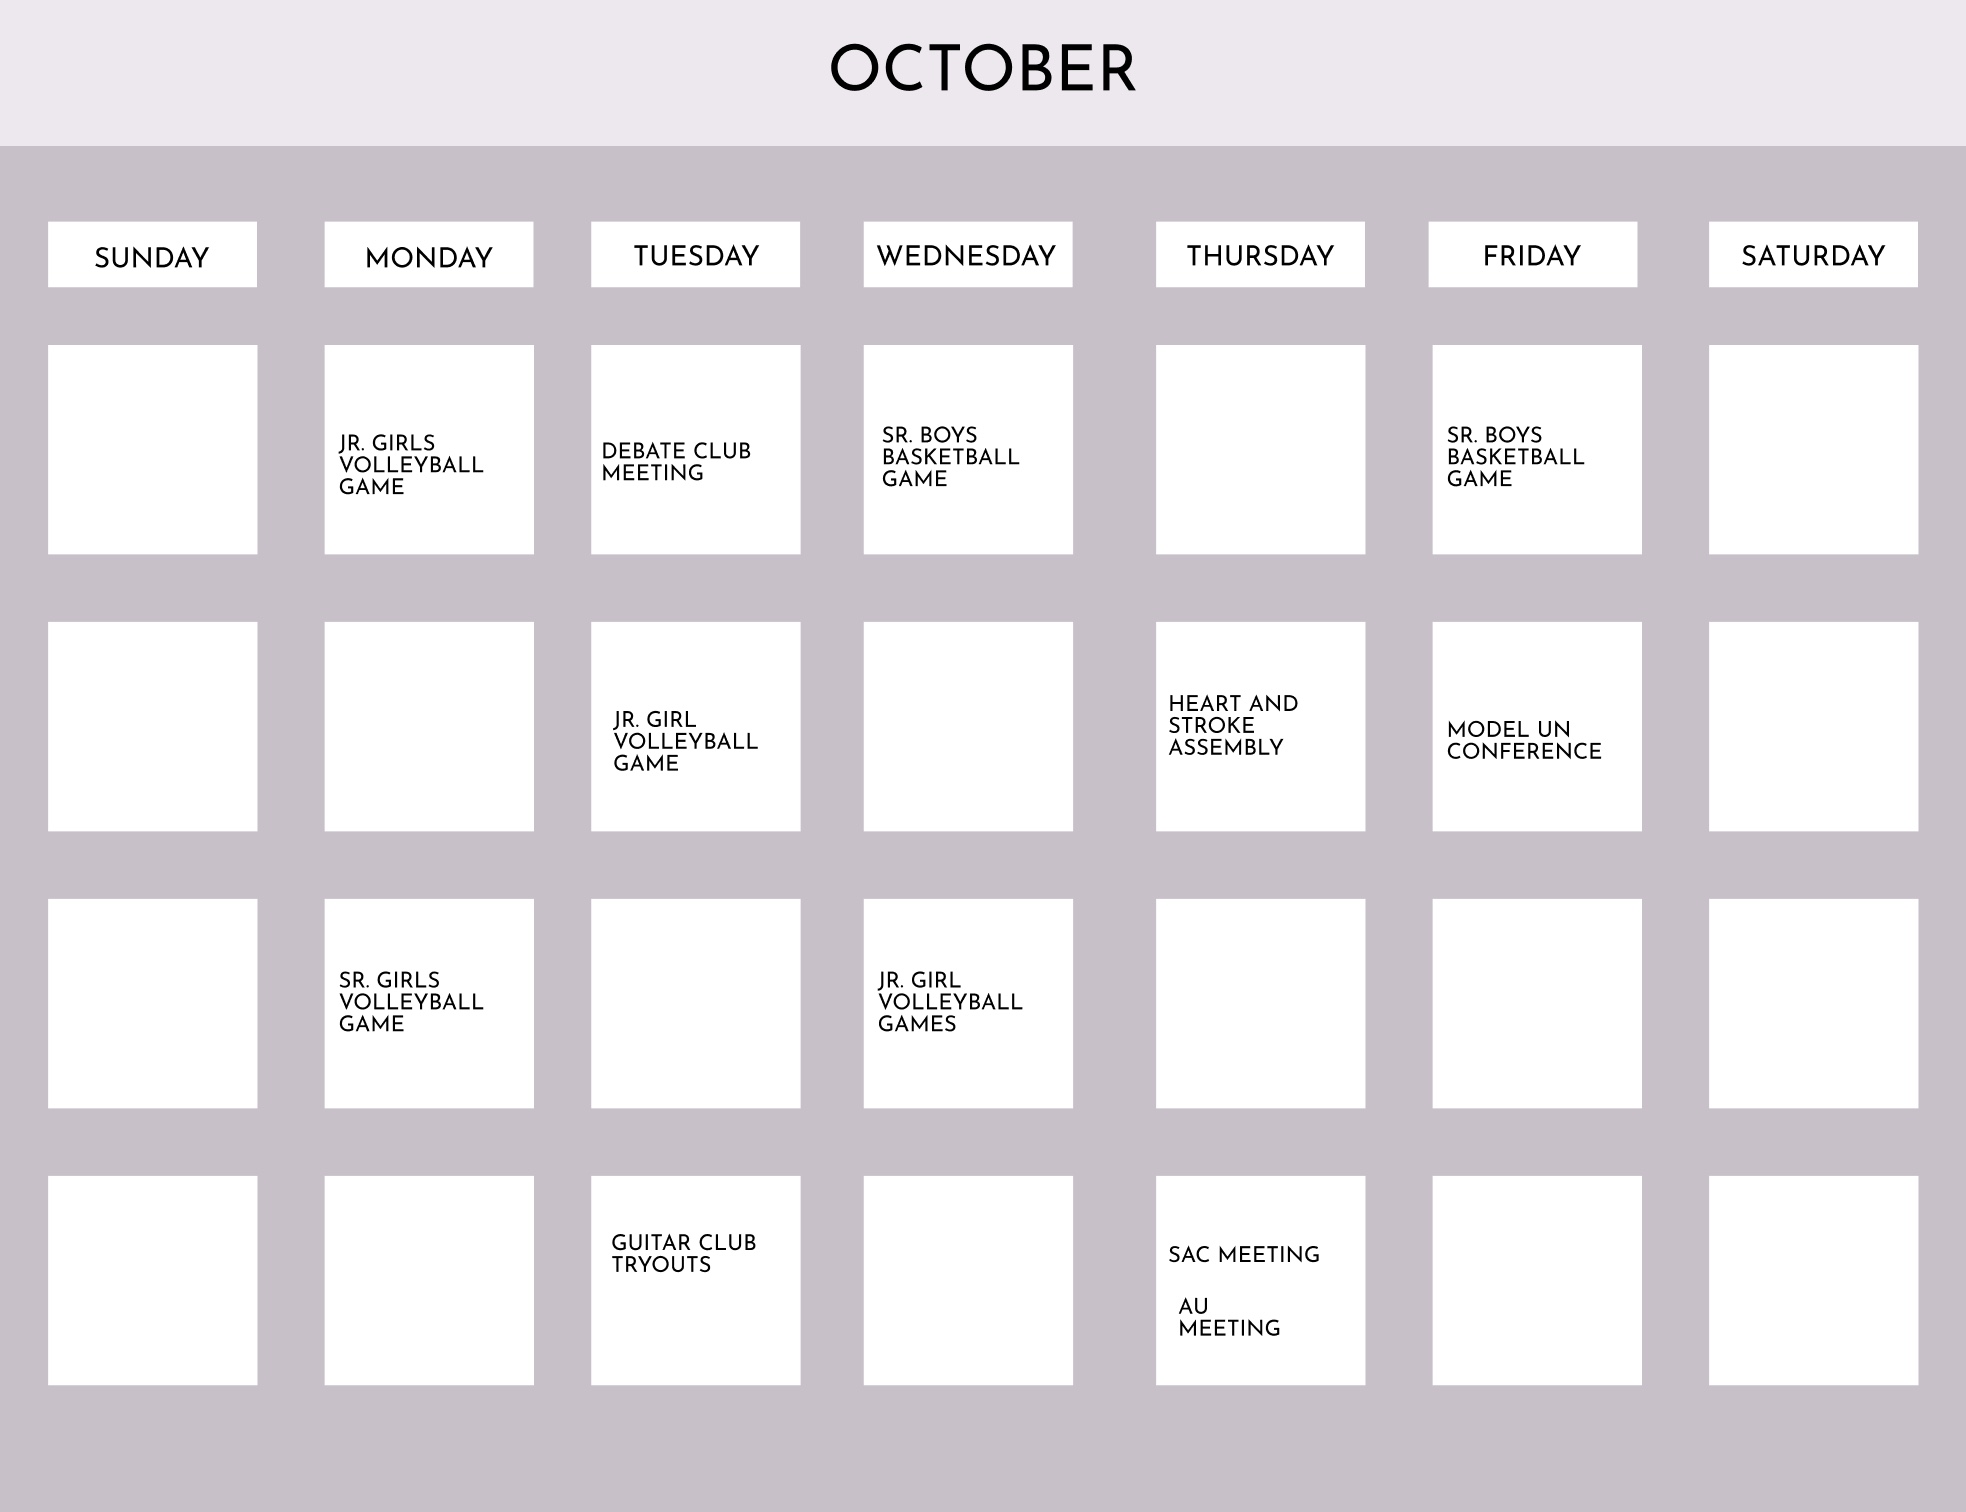 OCTOBER
SUNDAY
MONDAY
TUESDAY
WEDNESDAY
THURSDAY
FRIDAY
SATURDAY
JR. GIRLS
VOLLEYBALL
GAME
DEBATE CLUB
MEETING
SR. BOYS
BASKETBALL
GAME
SR. BOYS
BASKETBALL
GAME
JR. GIRL
VOLLEYBALL
GAME
HEART AND
STROKE
ASSEMBLY
MODEL UN
CONFERENCE
SR. GIRLS
VOLLEYBALL
GAME
JR. GIRL
VOLLEYBALL
GAMES
GUITAR CLUB
TRYOUTS
SAC MEETING
AU
MEETING